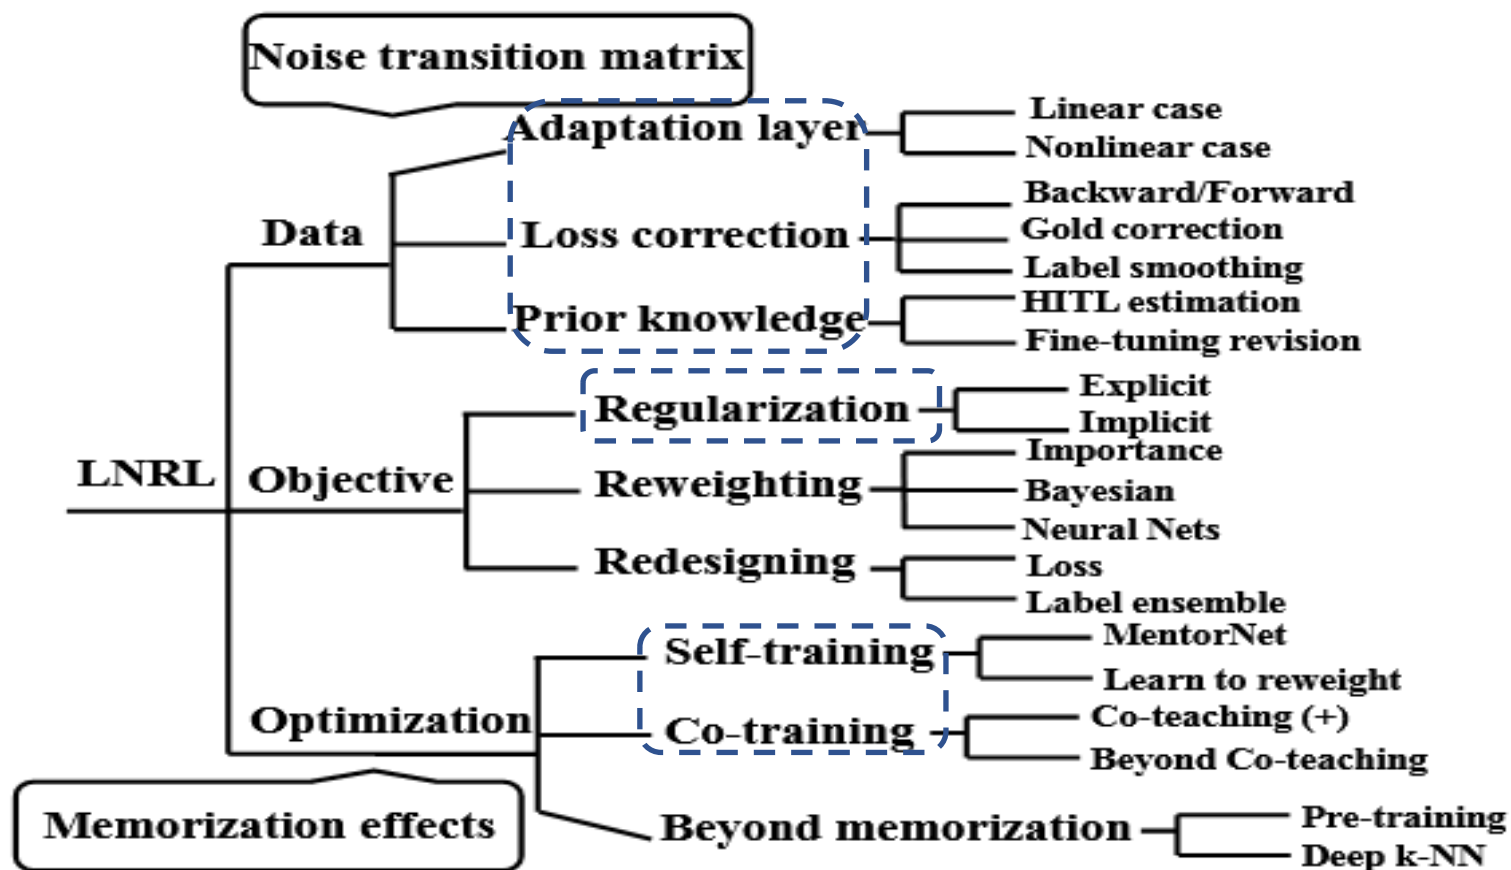 Noise transition matrix
Adaptation layer
Linear case
Nonlinear case
Data
Loss correction
Backward/Forward
Gold correction
Label smoothing
Prior knowledge
HITL estimation
Fine-tuning revision
LNRL
Objective
Regularization
Explicit
Implicit
Reweighting
Importance
Bayesian
Neural Nets
Redesigning
Loss
Label ensemble
Optimization
Self-training
MentorNet
Learn to reweight
Co-training
Co-teaching (+)
Beyond Co-teaching
Memorization effects
Beyond memorization
Pre-training
Deep k-NN